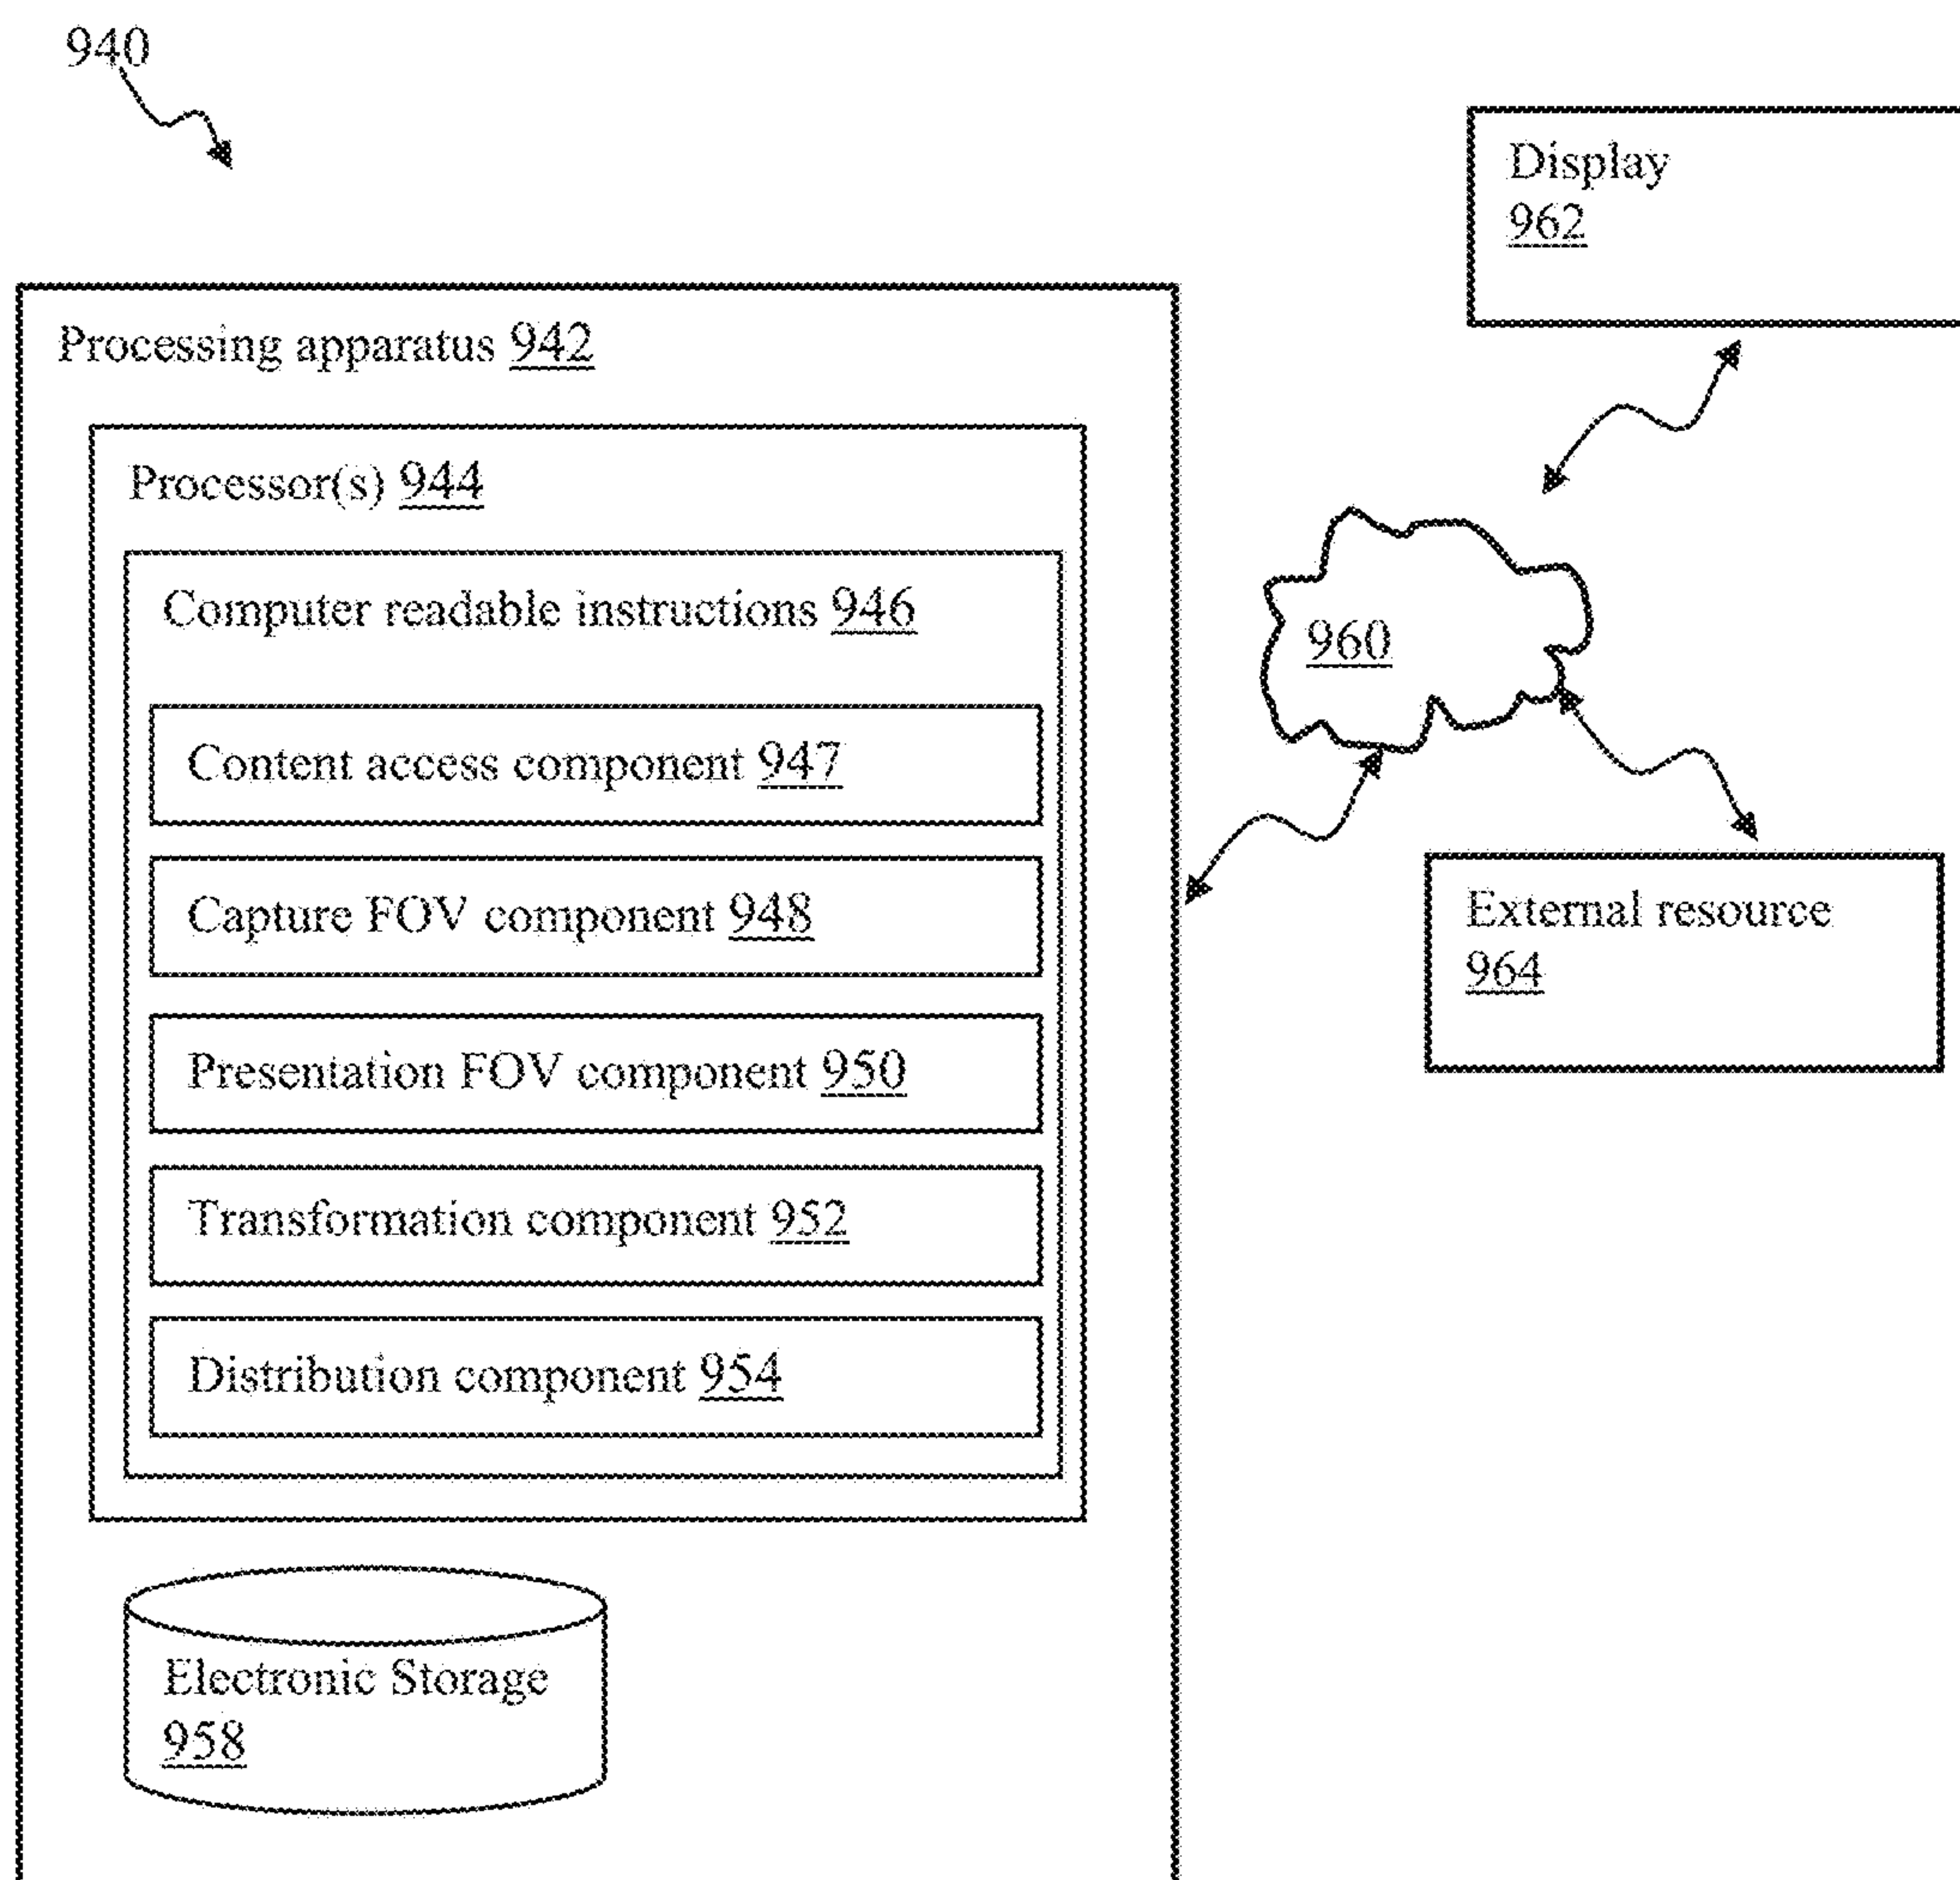 940
Display
962
Processing apparatus 942
Processor(s) 944
Computer readable instructions 946
960
Content access component 947
Capture FOV component 948
External resource
964
Presentation FOV component 950
Transformation component 952
Distribution component 954
Electronic Storage
958